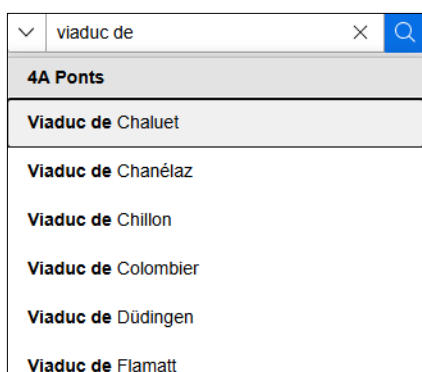 viaduc de
4A Ponts
Viaduc de Chaluet
Viaduc de Chanélaz
Viaduc de Chillon
Viaduc de Colombier
Viaduc de Düdingen
Viaduc de Flamatt